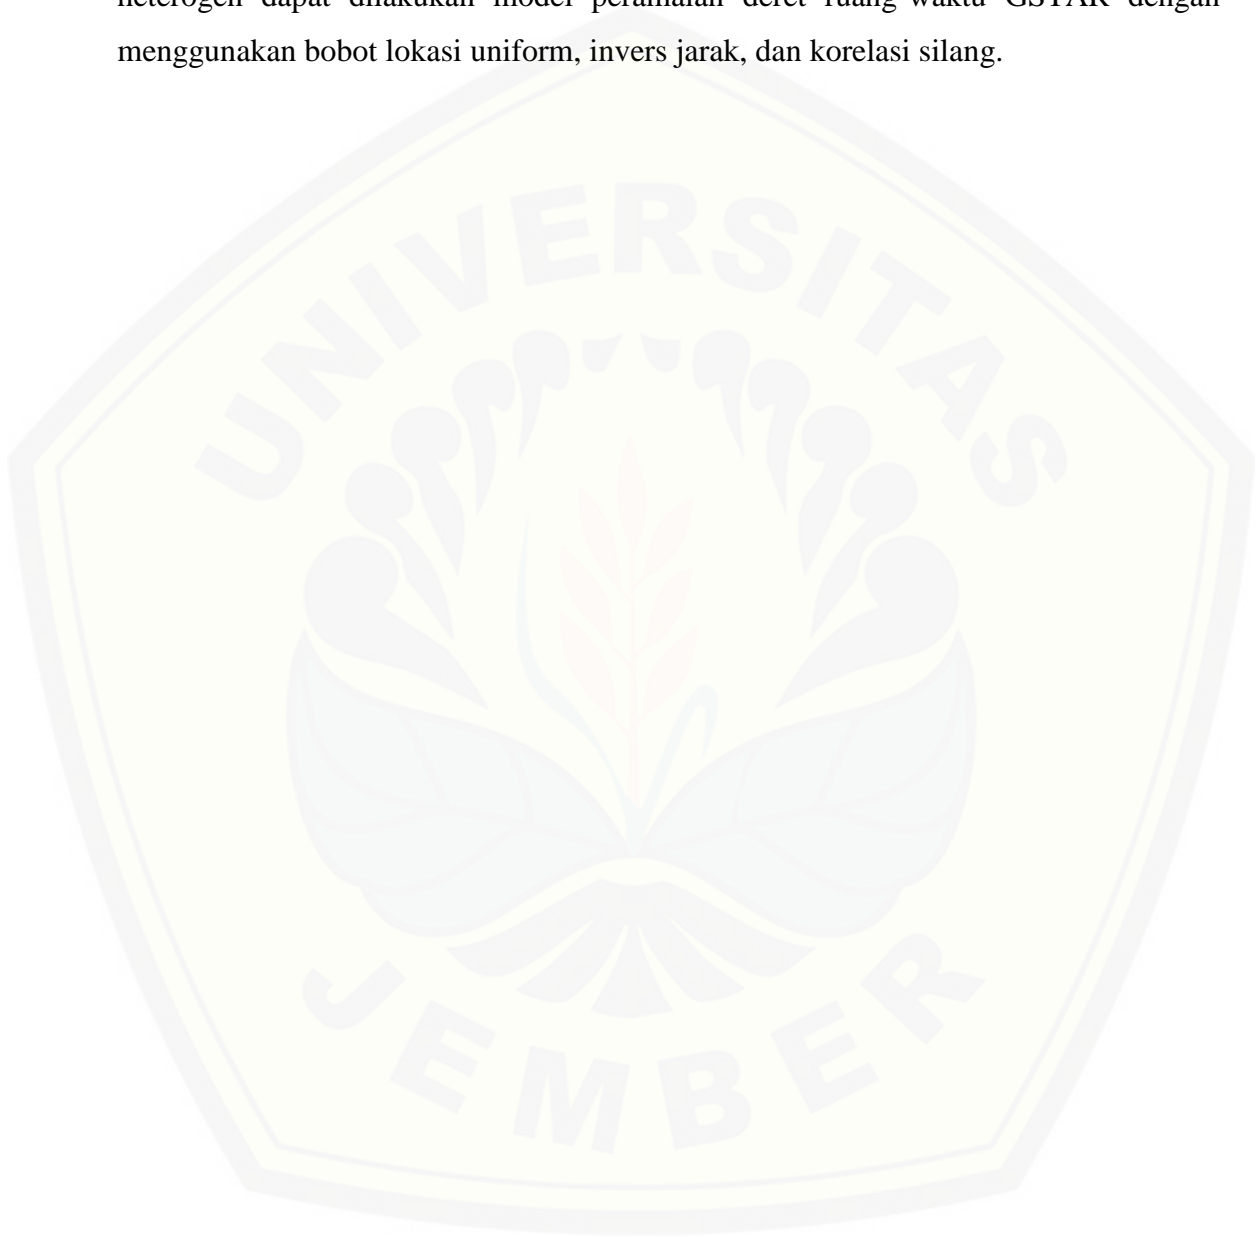 heterogen dapat dilakukan model peramalan deret ruang-waktu GSTAR dengan
menggunakan bobot lokasi uniform, invers jarak, dan korelasi silang.
UNIVERSITAS
JEMBER